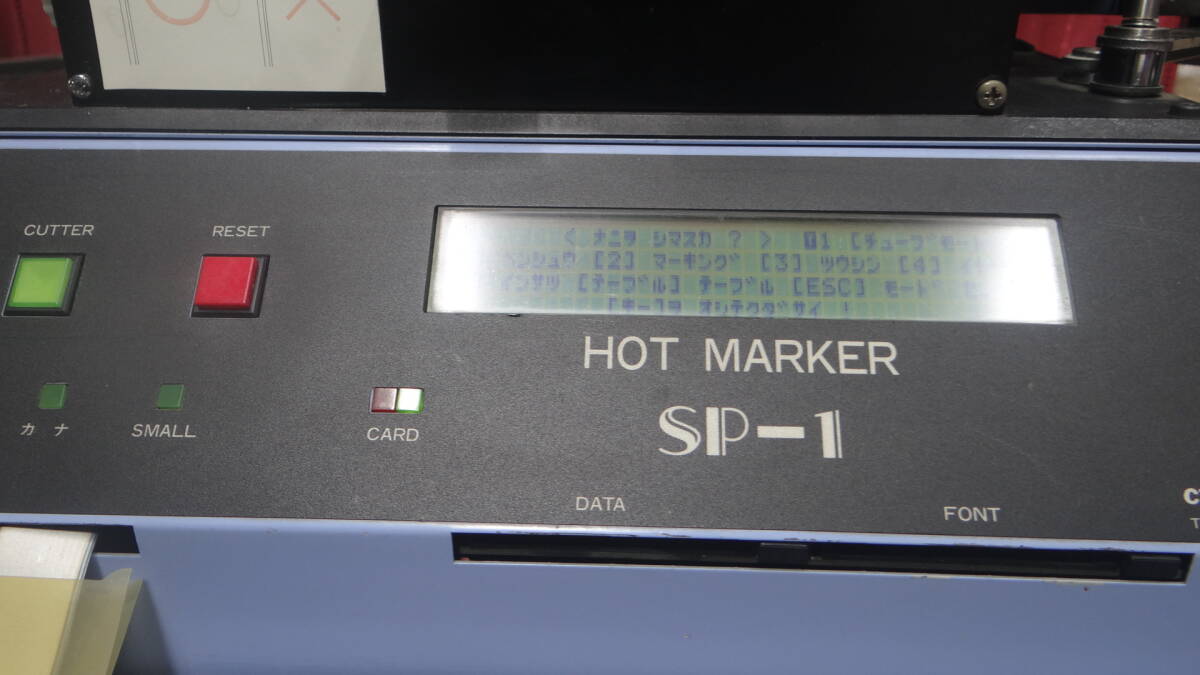 < ナニヲ シマスカ ? > T1 [チューブモード
ヘンシュウ [2] マーキング [3] ツウシン [4]
インサツ [テーブル] テーブル [ESC] モード
[キー]ヲ オシテクダサイ !
CUTTER
RESET
HOT MARKER
SP-1
カナ
SMALL
CARD
DATA
FONT